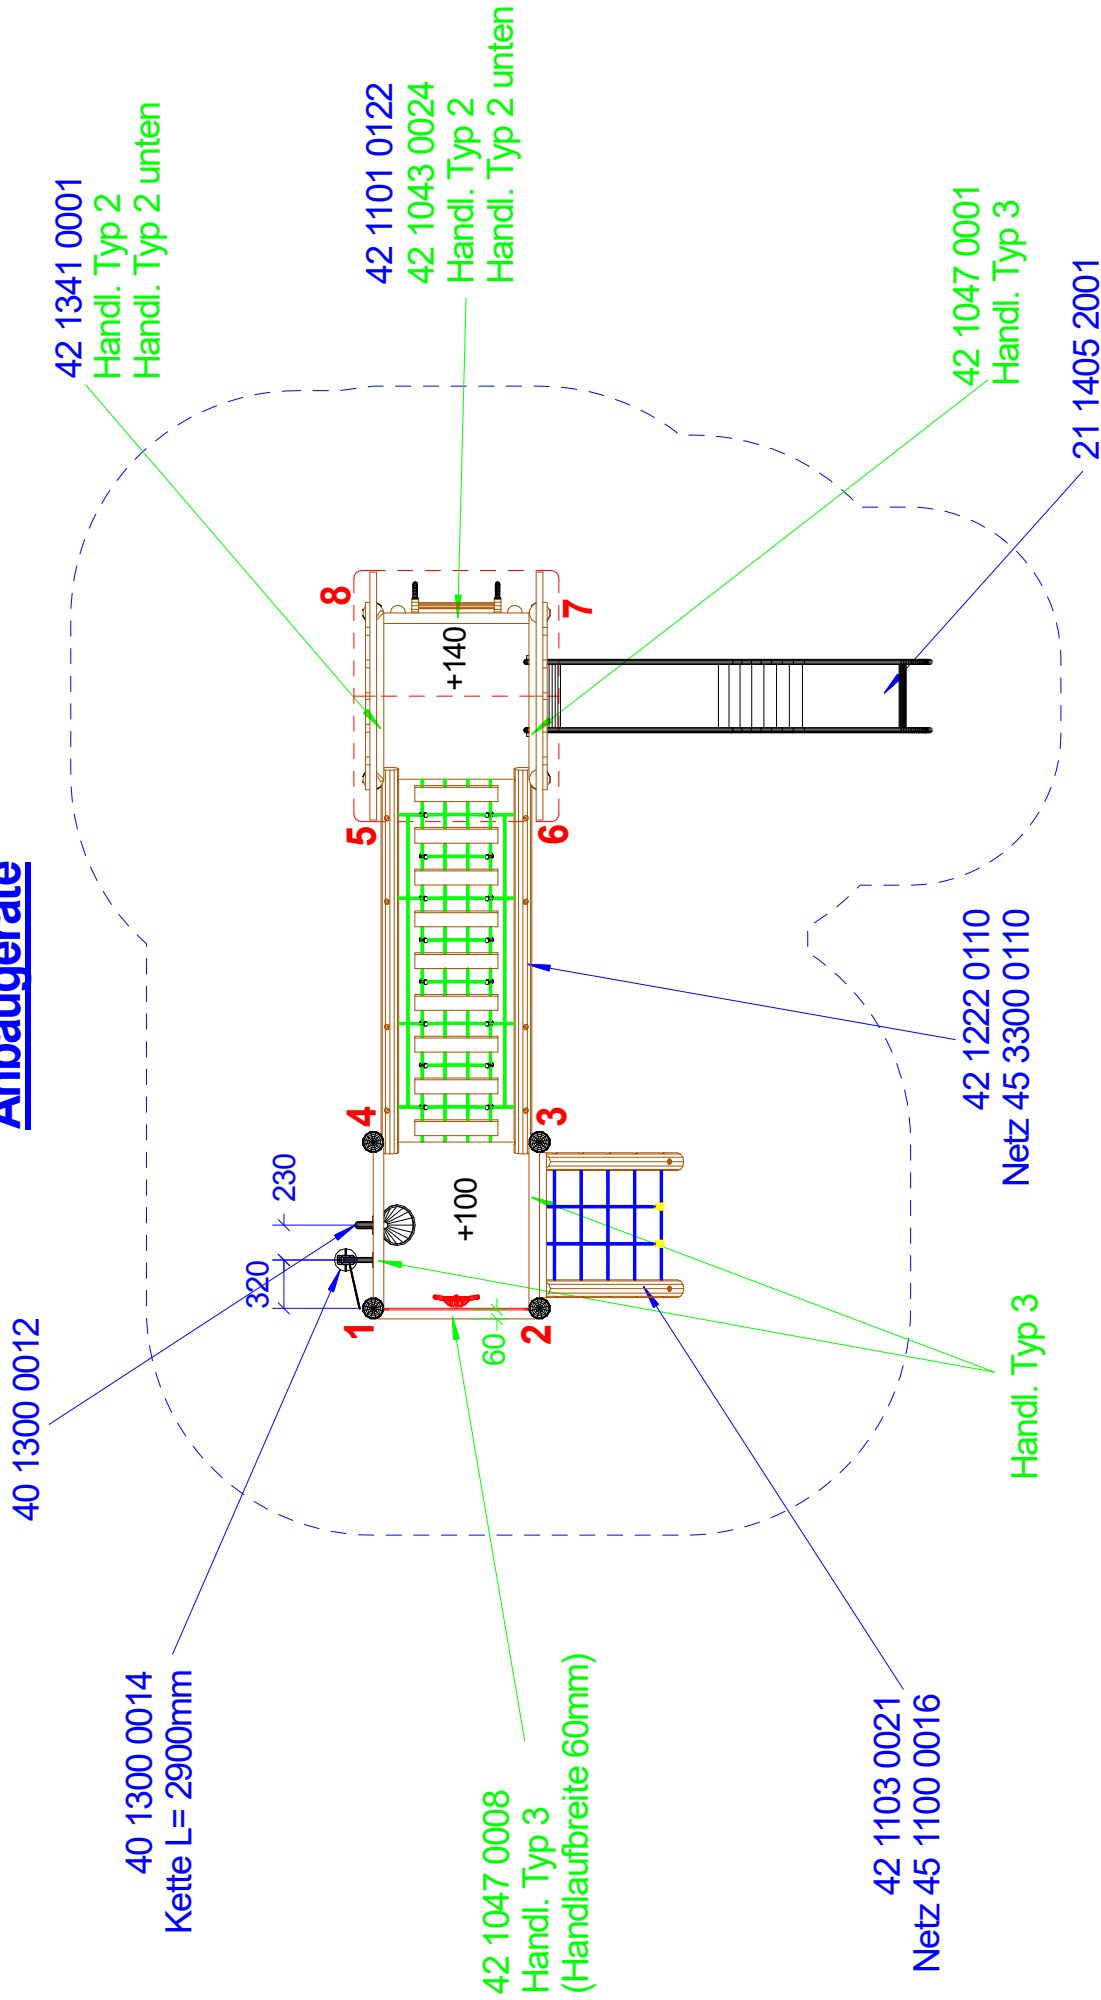 Anbaugeräte
40 1300 0012
40 1300 0014
Kette L= 2900mm
42 1341 0001
Handl. Typ 2
Handl. Typ 2 unten
42 1101 0122
42 1043 0024
Handl. Typ 2
Handl. Typ 2 unten
320
230
1
4
5
8
+100
+140
60
2
3
6
7
42 1047 0008
Handl. Typ 3
(Handlaufbreite 60mm)
42 1103 0021
Netz 45 1100 0016
Handl. Typ 3
42 1222 0110
Netz 45 3300 0110
42 1047 0001
Handl. Typ 3
21 1405 2001